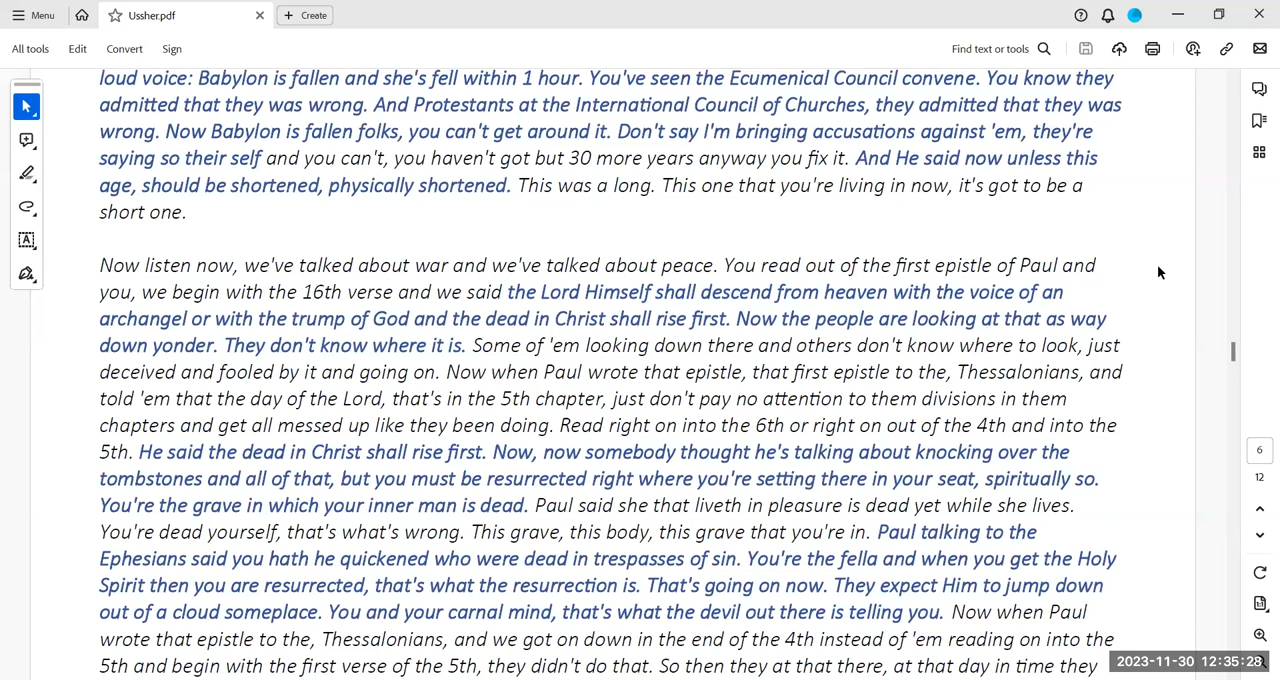 Menu
Ussher.pdf
Create
All tools
Edit
Convert
Sign
Find text or tools
loud voice: Babylon is fallen and she's fell within 1 hour. You've seen the Ecumenical Council convene. You know they
admitted that they was wrong. And Protestants at the International Council of Churches, they admitted that they was
wrong. Now Babylon is fallen folks, you can't get around it. Don't say I'm bringing accusations against 'em, they're
saying so their self and you can't, you haven't got but 30 more years anyway you fix it. And He said now unless this
age, should be shortened, physically shortened. This was a long. This one that you're living in now, it's got to be a
short one.
Now listen now, we've talked about war and we've talked about peace. You read out of the first epistle of Paul and
you, we begin with the 16th verse and we said the Lord Himself shall descend from heaven with the voice of an
archangel or with the trump of God and the dead in Christ shall rise first. Now the people are looking at that as way
down yonder. They don't know where it is. Some of 'em looking down there and others don't know where to look, just
deceived and fooled by it and going on. Now when Paul wrote that epistle, that first epistle to the, Thessalonians, and
told 'em that the day of the Lord, that's in the 5th chapter, just don't pay no attention to them divisions in them
chapters and get all messed up like they been doing. Read right on into the 6th or right on out of the 4th and into the
5th. He said the dead in Christ shall rise first. Now, now somebody thought he's talking about knocking over the
tombstones and all of that, but you must be resurrected right where you're setting there in your seat, spiritually so.
You're the grave in which your inner man is dead. Paul said she that liveth in pleasure is dead yet while she lives.
You're dead yourself, that's what's wrong. This grave, this body, this grave that you're in. Paul talking to the
Ephesians said you hath he quickened who were dead in trespasses of sin. You're the fella and when you get the Holy
Spirit then you are resurrected, that's what the resurrection is. That's going on now. They expect Him to jump down
out of a cloud someplace. You and your carnal mind, that's what the devil out there is telling you. Now when Paul
wrote that epistle to the, Thessalonians, and we got on down in the end of the 4th instead of 'em reading on into the
5th and begin with the first verse of the 5th, they didn't do that. So then they at that there, at that day in time they
6
12
2023-11-30 12:35:28